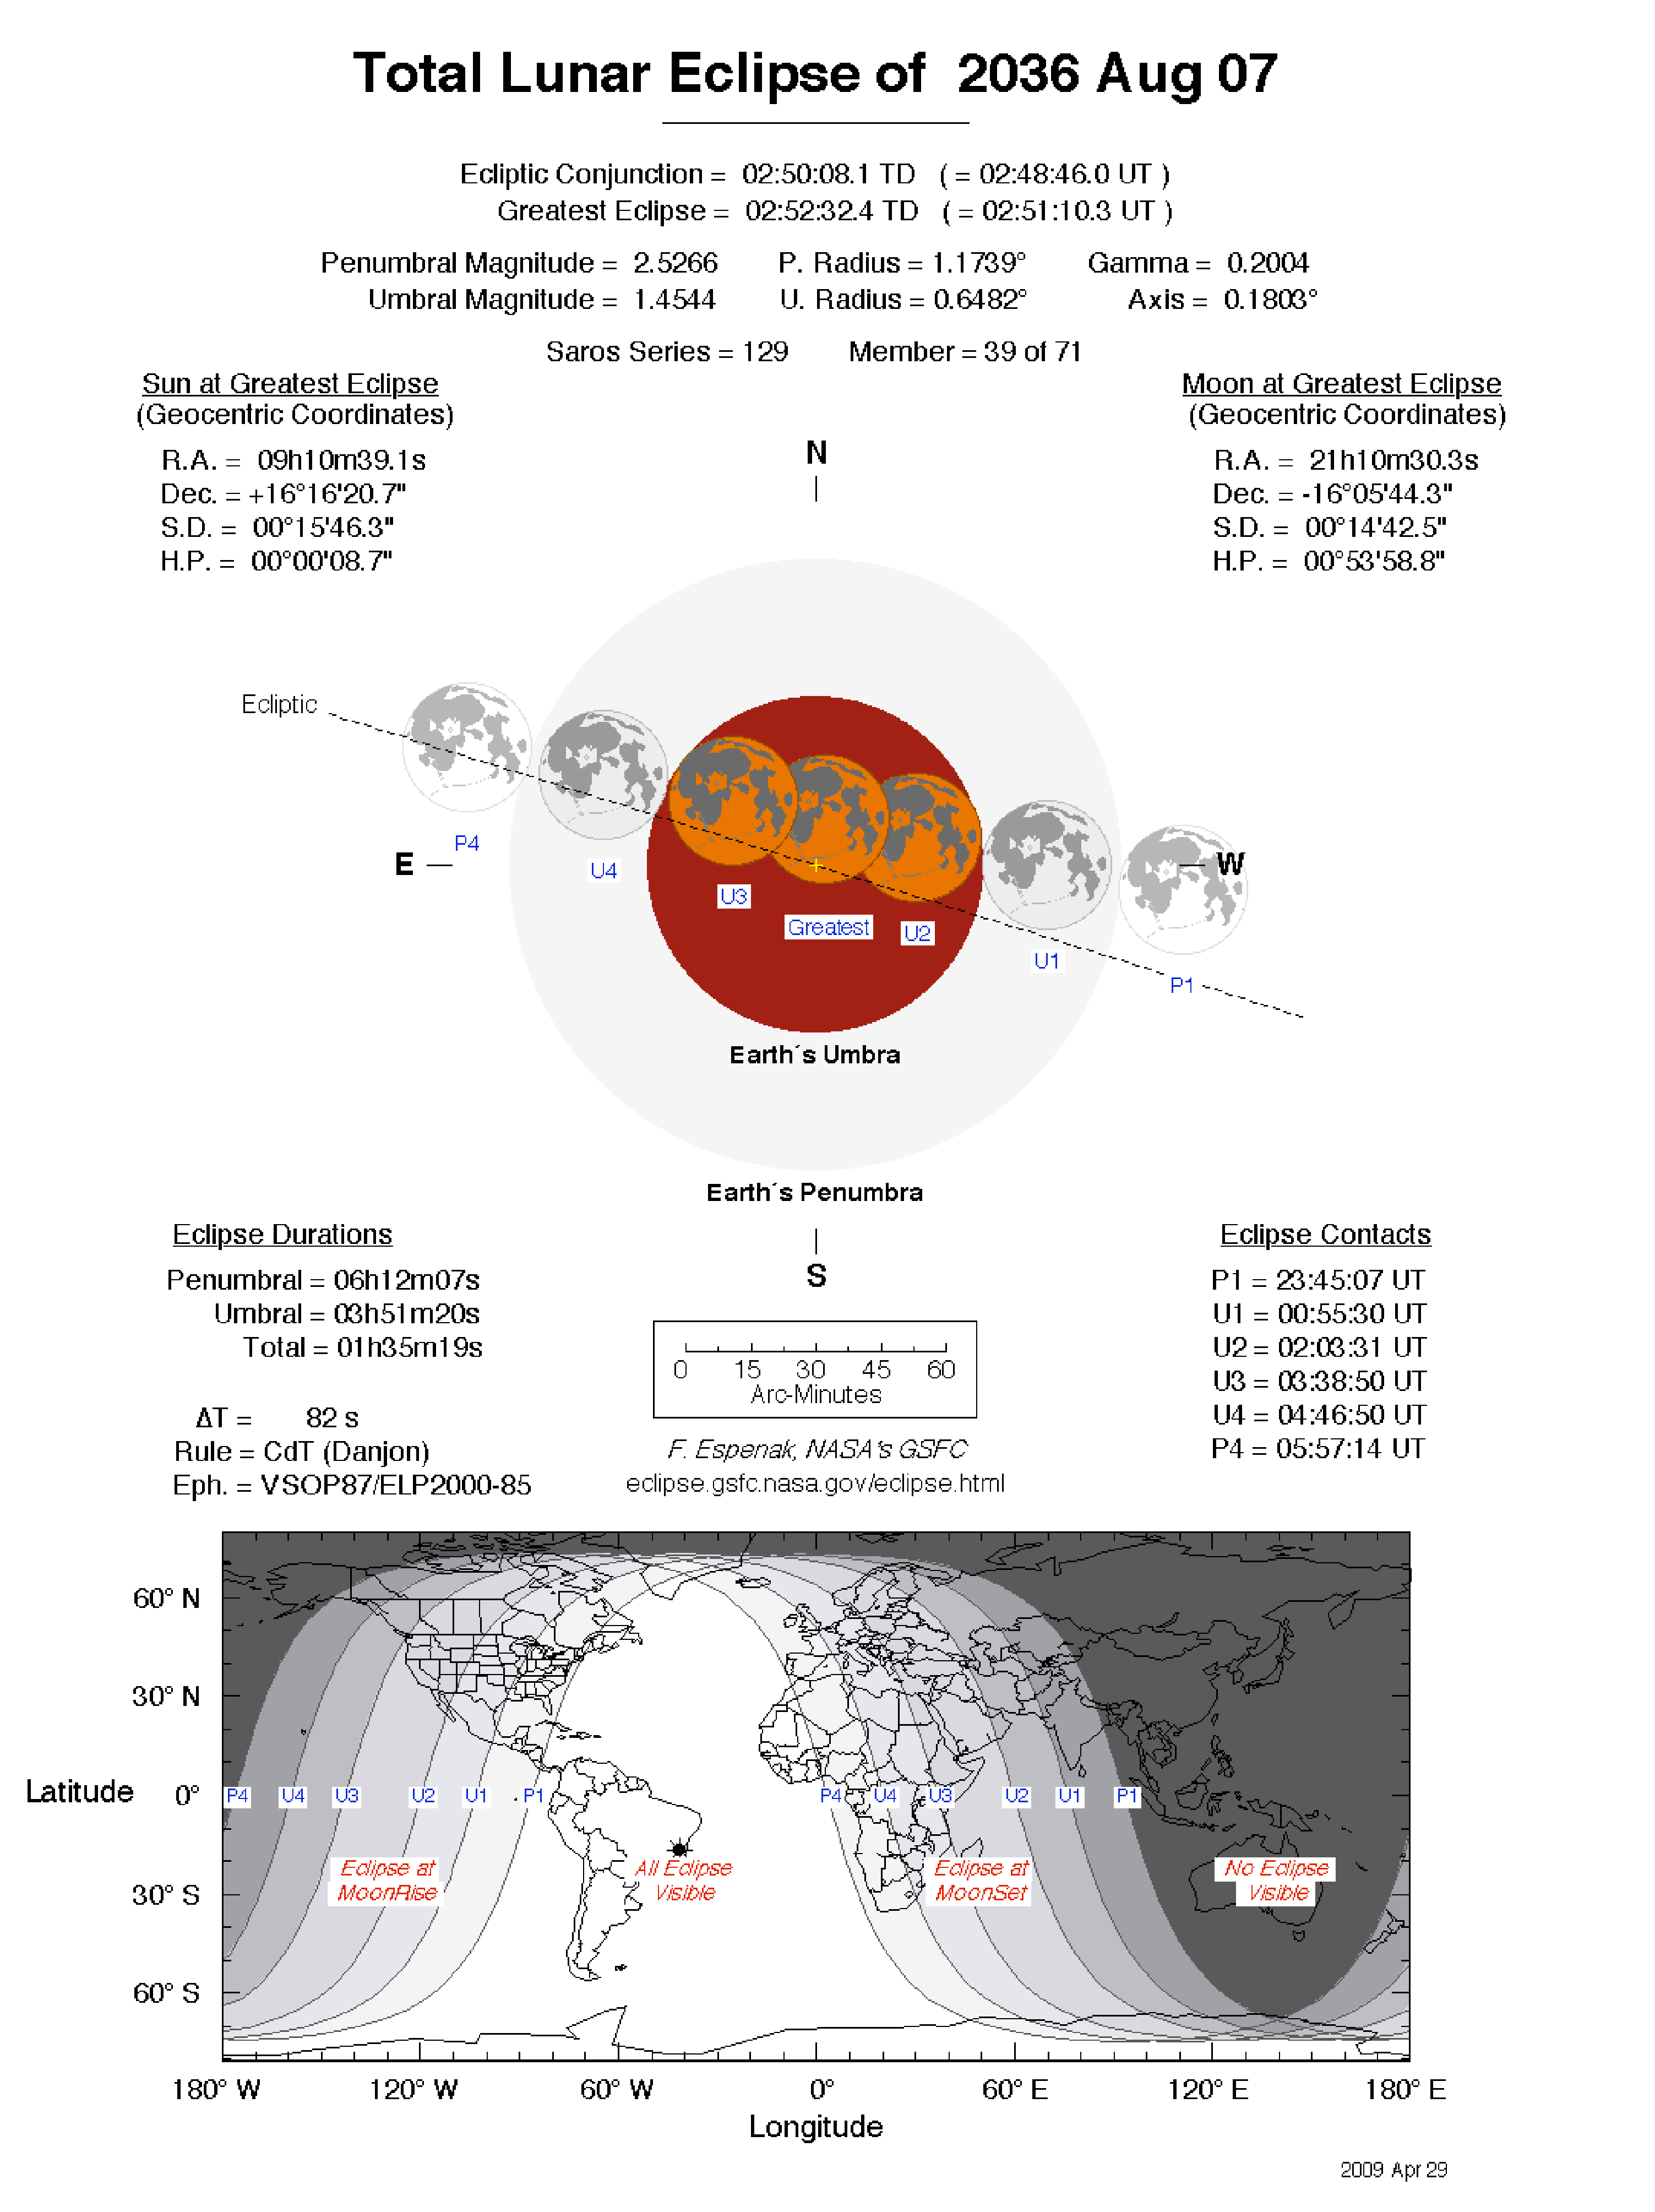 Total Lunar Eclipse of 2036 Aug 07
Ecliptic Conjunction = 02:50:08.1 TD ( = 02:48:46.0 UT )
Greatest Eclipse = 02:52:32.4 TD ( = 02:51:10.3 UT )
Penumbral Magnitude = 2.5266 P. Radius = 1.1739° Gamma = 0.2004
Umbral Magnitude = 1.4544 U. Radius = 0.6482° Axis = 0.1803°
Saros Series = 129 Member = 39 of 71
Sun at Greatest Eclipse
(Geocentric Coordinates)
R.A. = 09h10m39.1s
Dec. = +16°16'20.7"
S.D. = 00°15'46.3"
H.P. = 00°00'08.7"
Moon at Greatest Eclipse
(Geocentric Coordinates)
R.A. = 21h10m30.3s
Dec. = -16°05'44.3"
S.D. = 00°14'42.5"
H.P. = 00°53'58.8"
N
Ecliptic
E
W
P4
U4
U3
Greatest
U2
U1
P1
Earth´s Umbra
Earth´s Penumbra
S
Eclipse Durations
Penumbral = 06h12m07s
Umbral = 03h51m20s
Total = 01h35m19s
ΔT = 82 s
Rule = CdT (Danjon)
Eph. = VSOP87/ELP2000-85
0 15 30 45 60
Arc-Minutes
F. Espenak, NASA's GSFC
eclipse.gsfc.nasa.gov/eclipse.html
Eclipse Contacts
P1 = 23:45:07 UT
U1 = 00:55:30 UT
U2 = 02:03:31 UT
U3 = 03:38:50 UT
U4 = 04:46:50 UT
P4 = 05:57:14 UT
60° N
30° N
Latitude 0°
30° S
60° S
P4 U4 U3 U2 U1 P1 P4 U4 U3 U2 U1 P1
Eclipse at
MoonRise
All Eclipse
Visible
Eclipse at
MoonSet
No Eclipse
Visible
180° W 120° W 60° W 0° 60° E 120° E 180° E
Longitude
2009 Apr 29